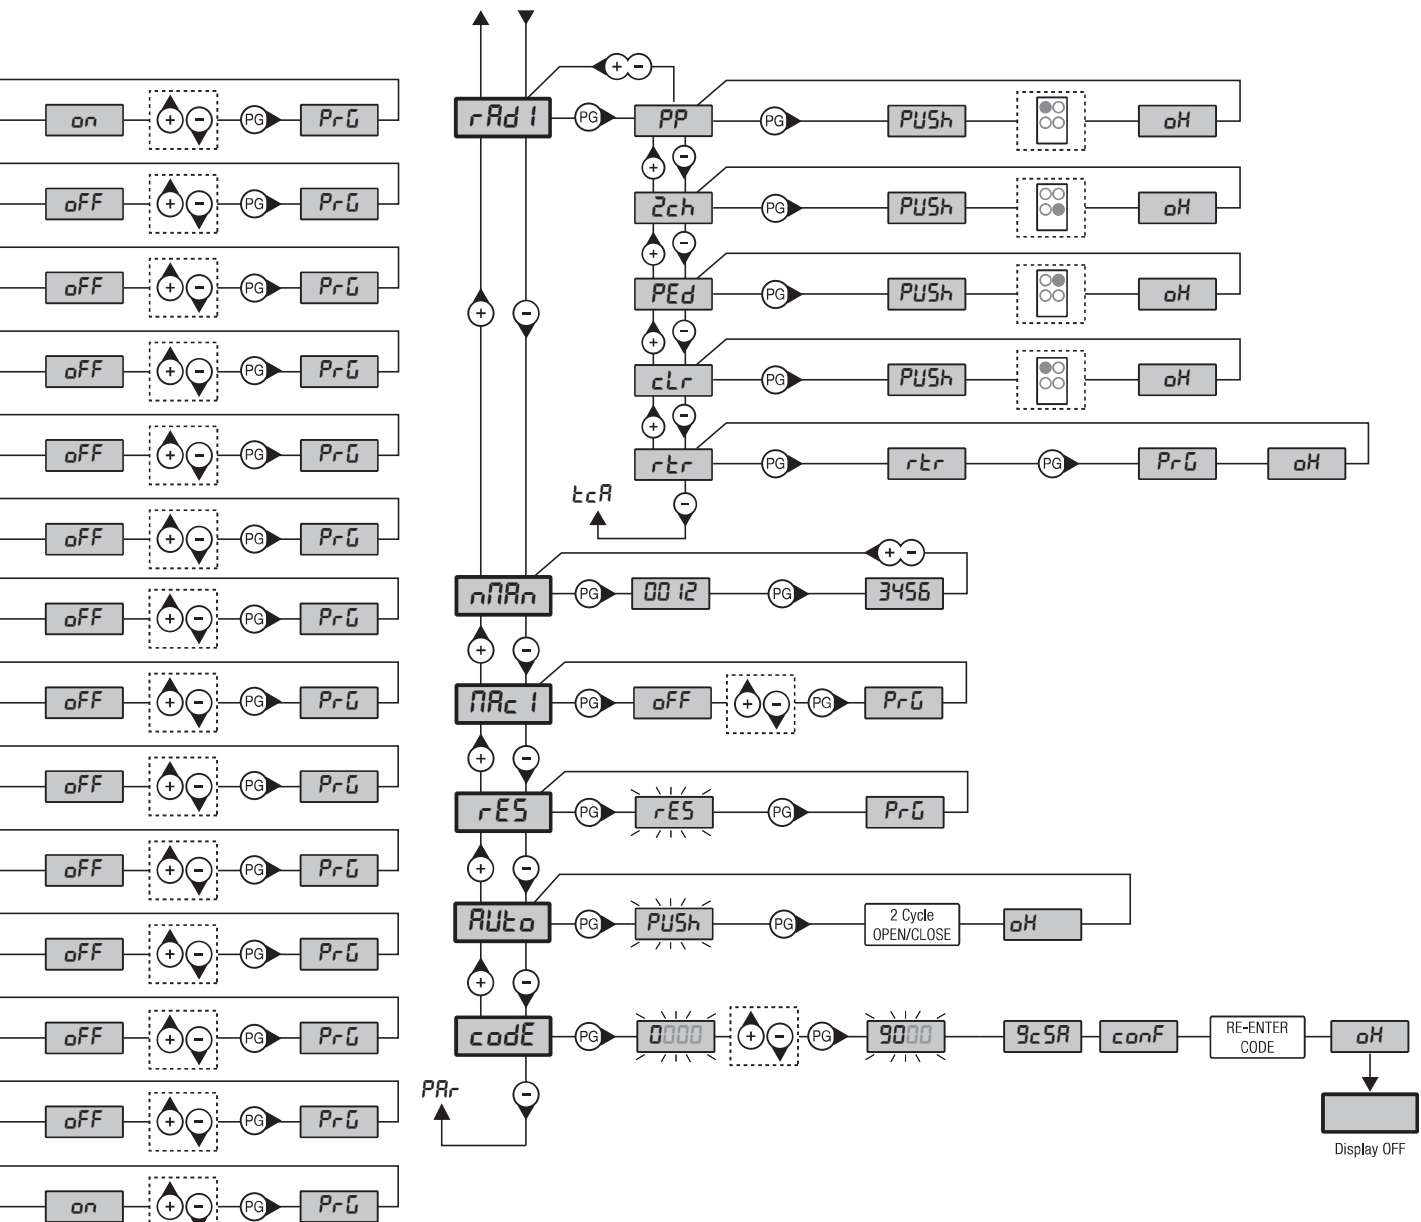 on + - PG PrG
oFF + - PG PrG
oFF + - PG PrG
oFF + - PG PrG
oFF + - PG PrG
oFF + - PG PrG
oFF + - PG PrG
oFF + - PG PrG
oFF + - PG PrG
oFF + - PG PrG
oFF + - PG PrG
oFF + - PG PrG
oFF + - PG PrG
on + - PG PrG
+ -
rAd1 PG PP PG PUSh oH
+ -
2ch PG PUSh oH
+ -
+ -
PEd PG PUSh oH
+ -
cLr PG PUSh oH
+ -
rtr PG rtr PG PrG oH
tcA -
+ -
nMAn PG 0012 PG 3456
+ -
MAc1 PG oFF + - PG PrG
+ -
rES PG rES PG PrG
+ -
AUto PG PUSh PG 2 Cycle
OPEN/CLOSE oH
+ -
codE PG 0000 + - PG 9000 9c5A conF RE-ENTER
CODE oH
PAr -
Display OFF